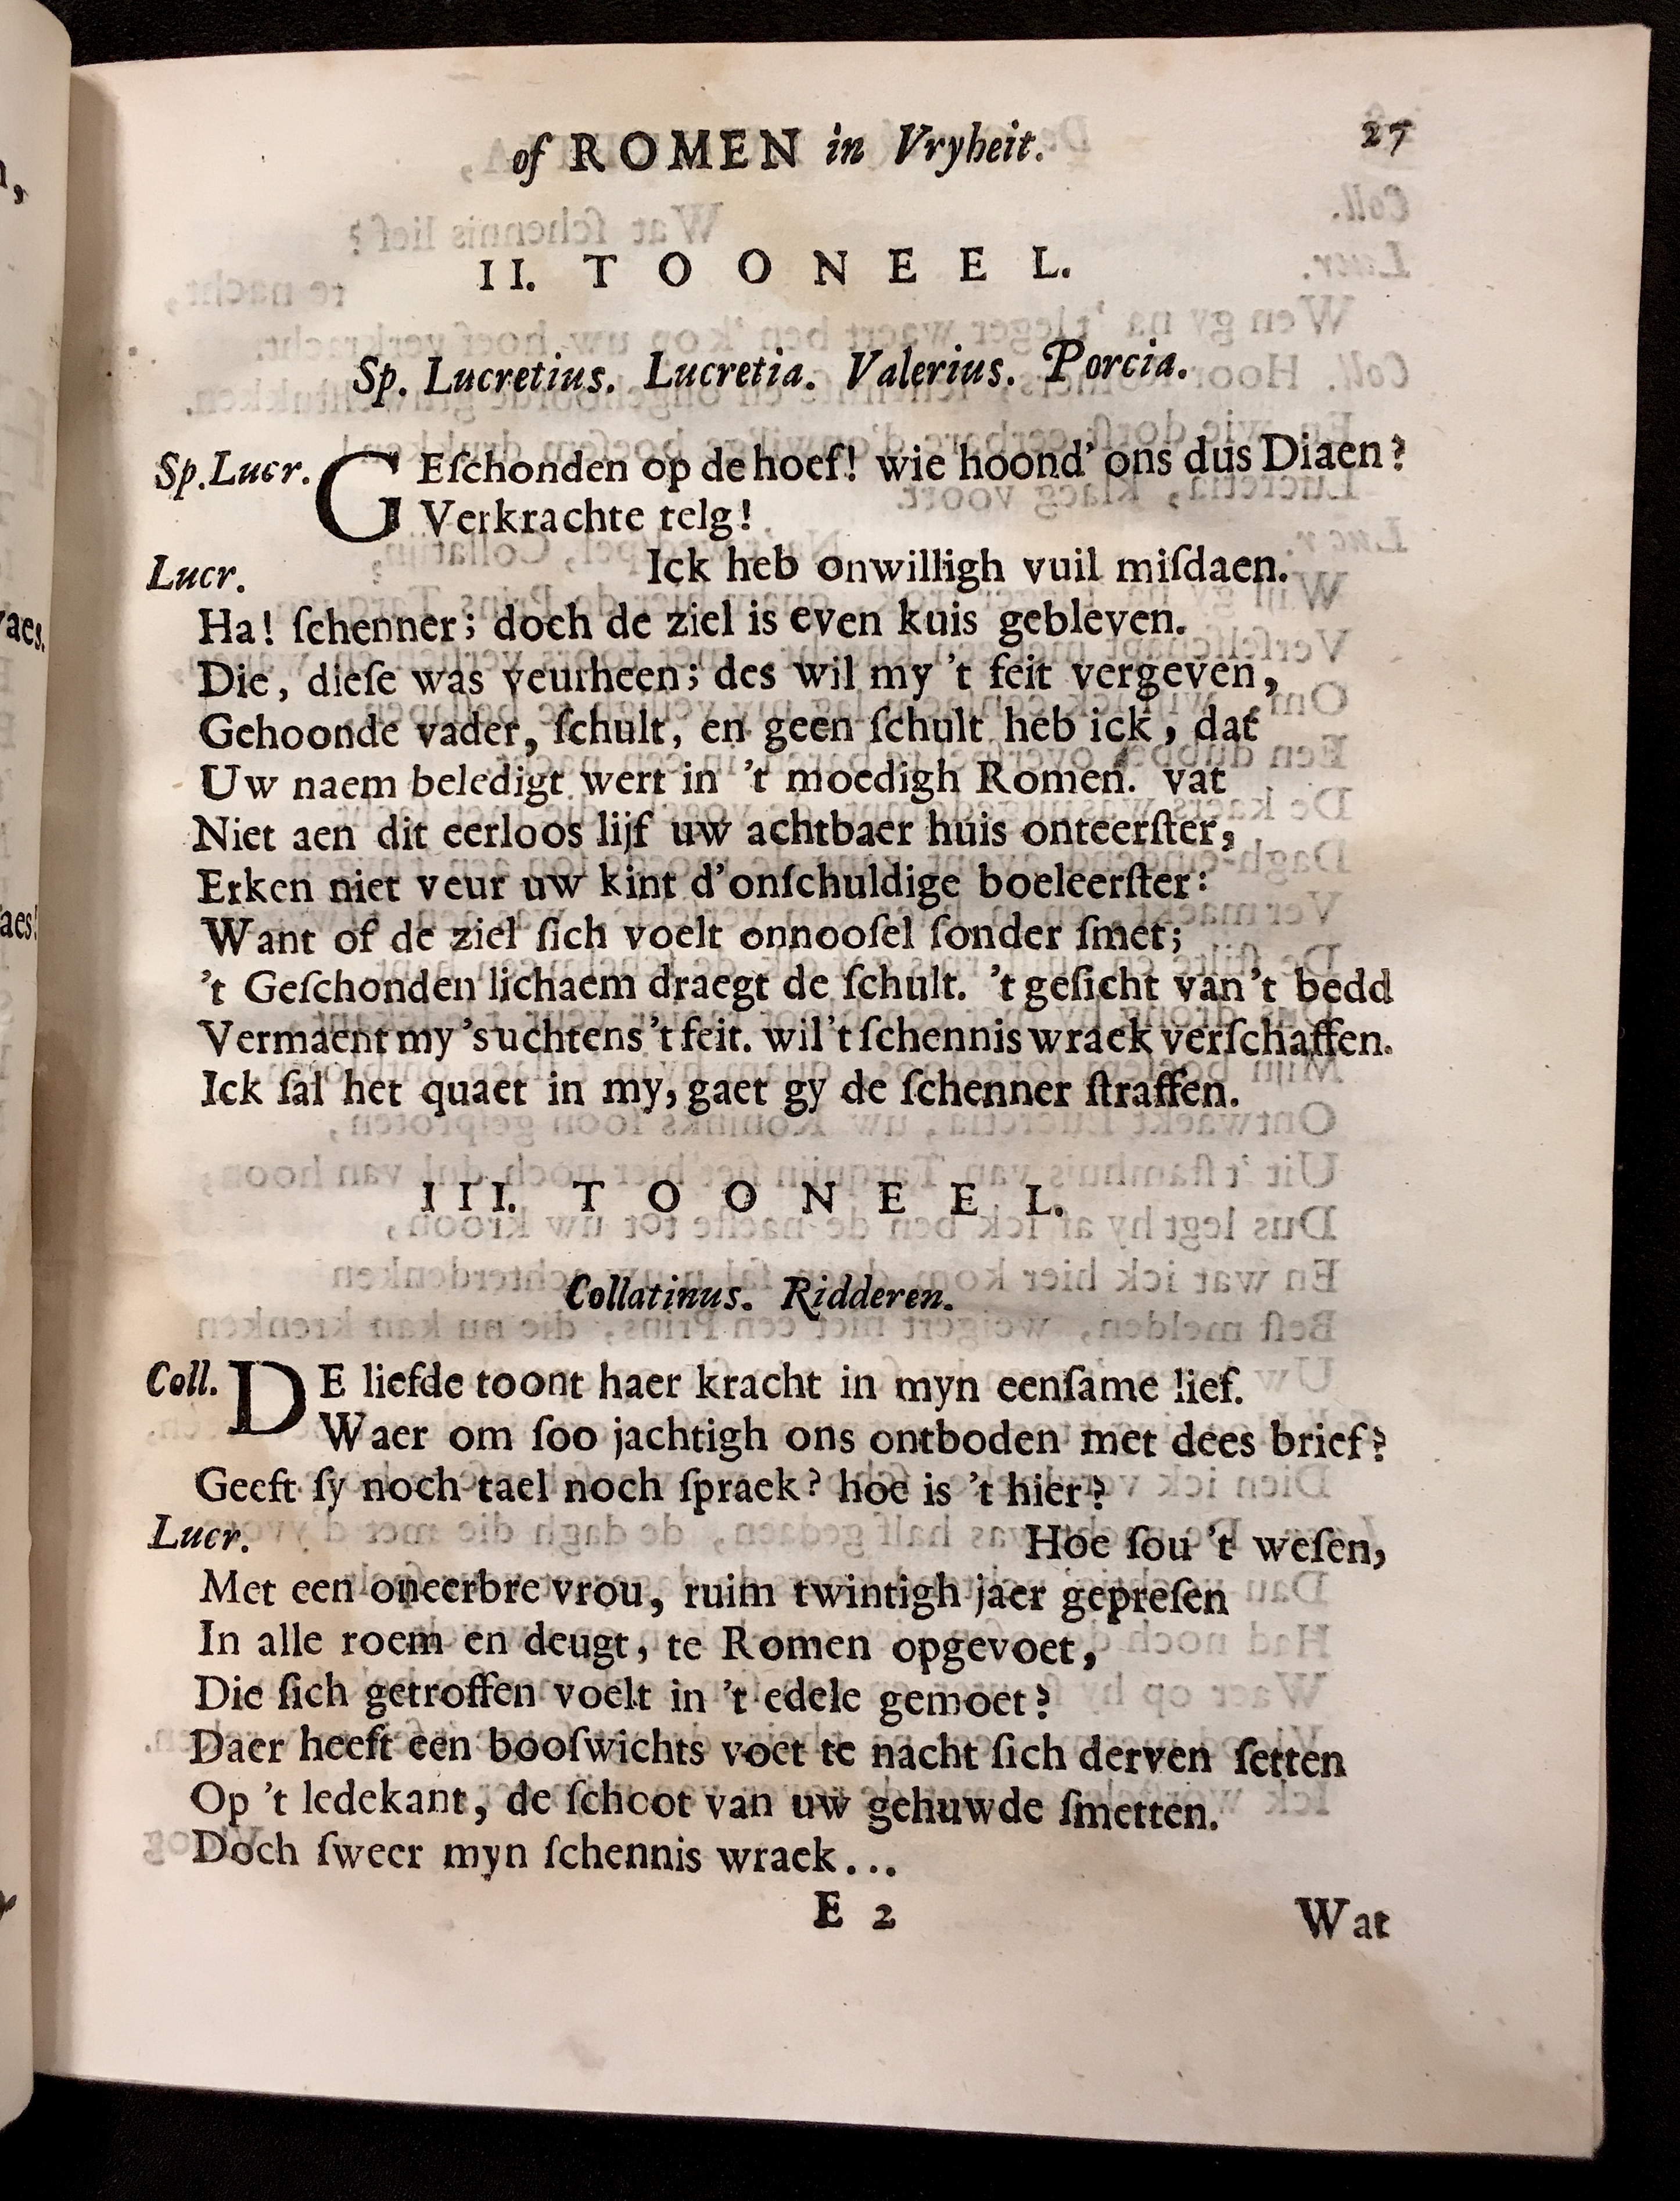 of ROMEN in Vryheit. 27
II. TOONEEL.
Sp. Lucretius. Lucretia. Valerius. Porcia.
Sp. Lucr. GEſchonden op de hoef! wie hoond' ons dus Diaen?
Verkrachte telg!
Lucr. Ick heb onwilligh vuil miſdaen.
Ha! ſchenner; doch de ziel is even kuis gebleven.
Die, dieſe was veurheen; des wil my 't feit vergeven,
Gehoonde vader, ſchult, en geen ſchult heb ick, dat
Uw naem beledigt wert in 't moedigh Romen. vat
Niet aen dit eerloos lijf uw achtbaer huis onteerſter,
Erken niet veur uw kint d'onſchuldige boeleerſter:
Want of de ziel ſich voelt onnooſel ſonder ſmet;
't Geſchonden lichaem draegt de ſchult. 't geſicht van 't bedd
Vermaent my 'suchtens 't feit. wil 't ſchennis wraek verſchaffen.
Ick ſal het quaet in my, gaet gy de ſchenner ſtraffen.
III. TOONEEL.
Collatinus. Ridderen.
Coll. DE liefde toont haer kracht in myn eenſame lief.
Waer om ſoo jachtigh ons ontboden met dees brief?
Geeft ſy noch tael noch ſpraek? hoe is 't hier?
Lucr. Hoe ſou 't weſen,
Met een oneerbre vrou, ruim twintigh jaer gepreſen
In alle roem en deugt, te Romen opgevoet,
Die ſich getroffen voelt in 't edele gemoet?
Daer heeft een booſwichts voet te nacht ſich derven ſetten
Op 't ledekant, de ſchoot van uw gehuwde ſmetten.
Doch ſweer myn ſchennis wraek...
E 2 Wat